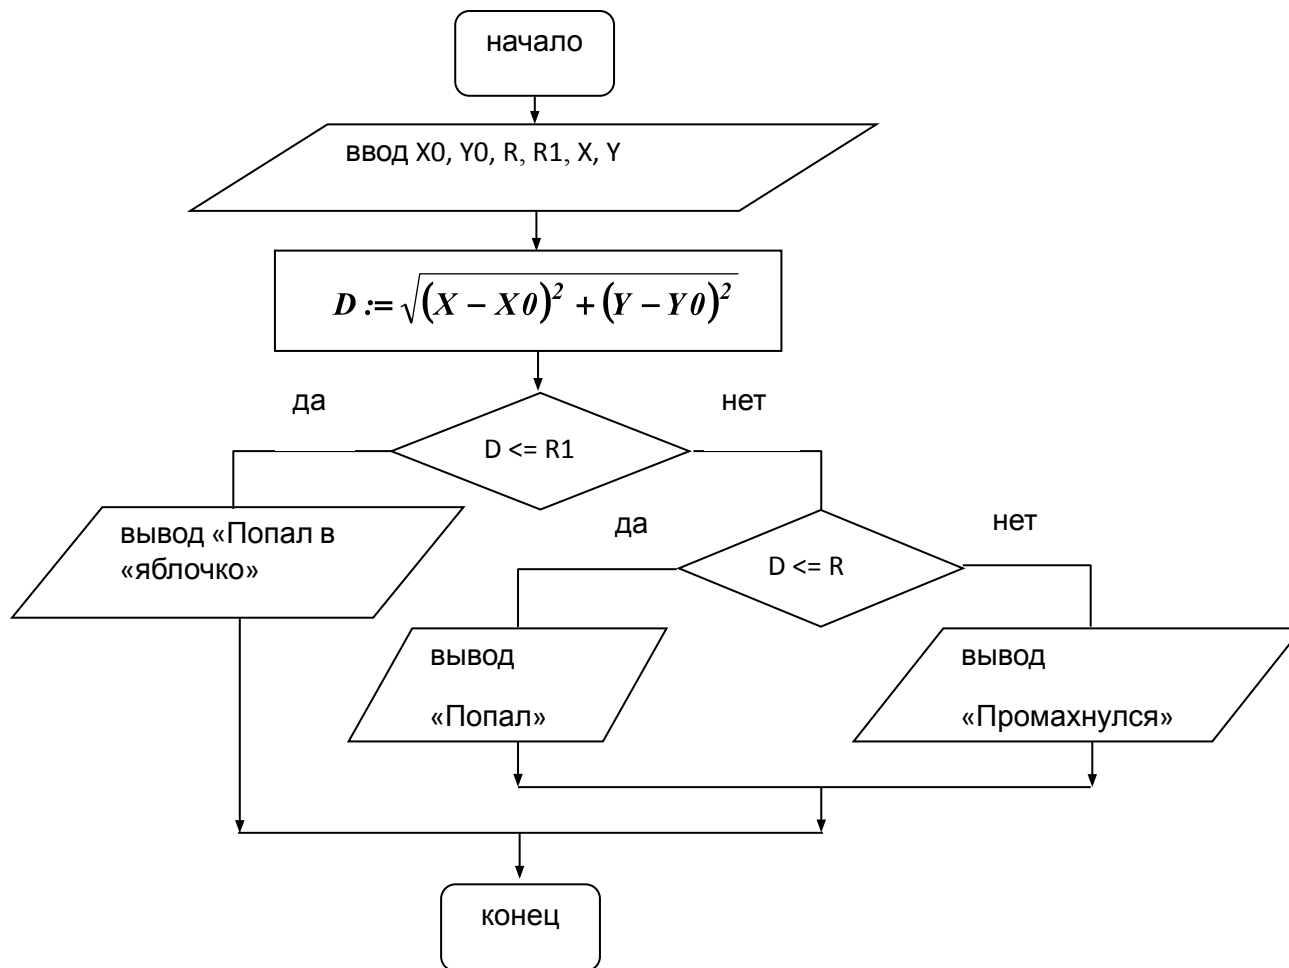 начало
ввод X0, Y0, R, R1, X, Y
D := √(X − X0)² + (Y − Y0)²
да
нет
D <= R1
вывод «Попал в
«яблочко»
да
нет
D <= R
вывод
«Попал»
вывод
«Промахнулся»
конец